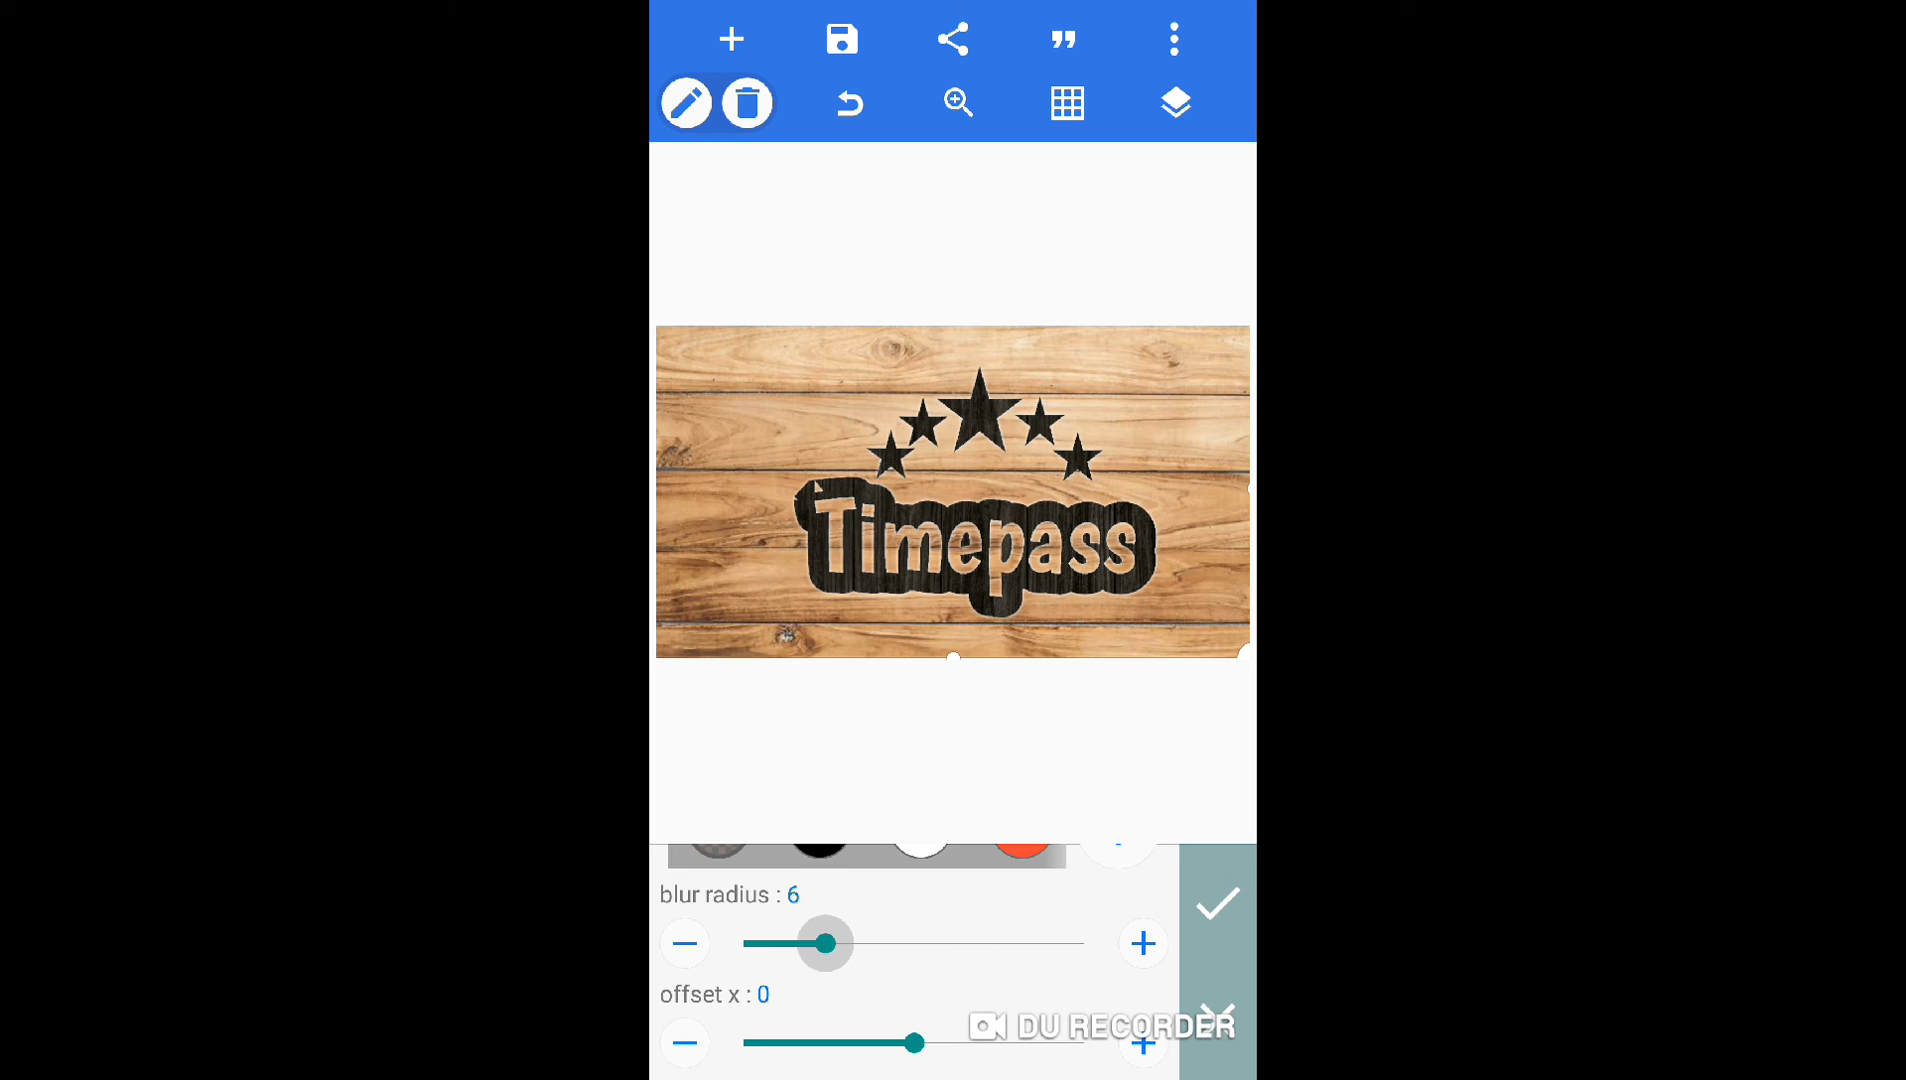 Timepass
blur radius : 6
offset x : 0
DU RECORDER